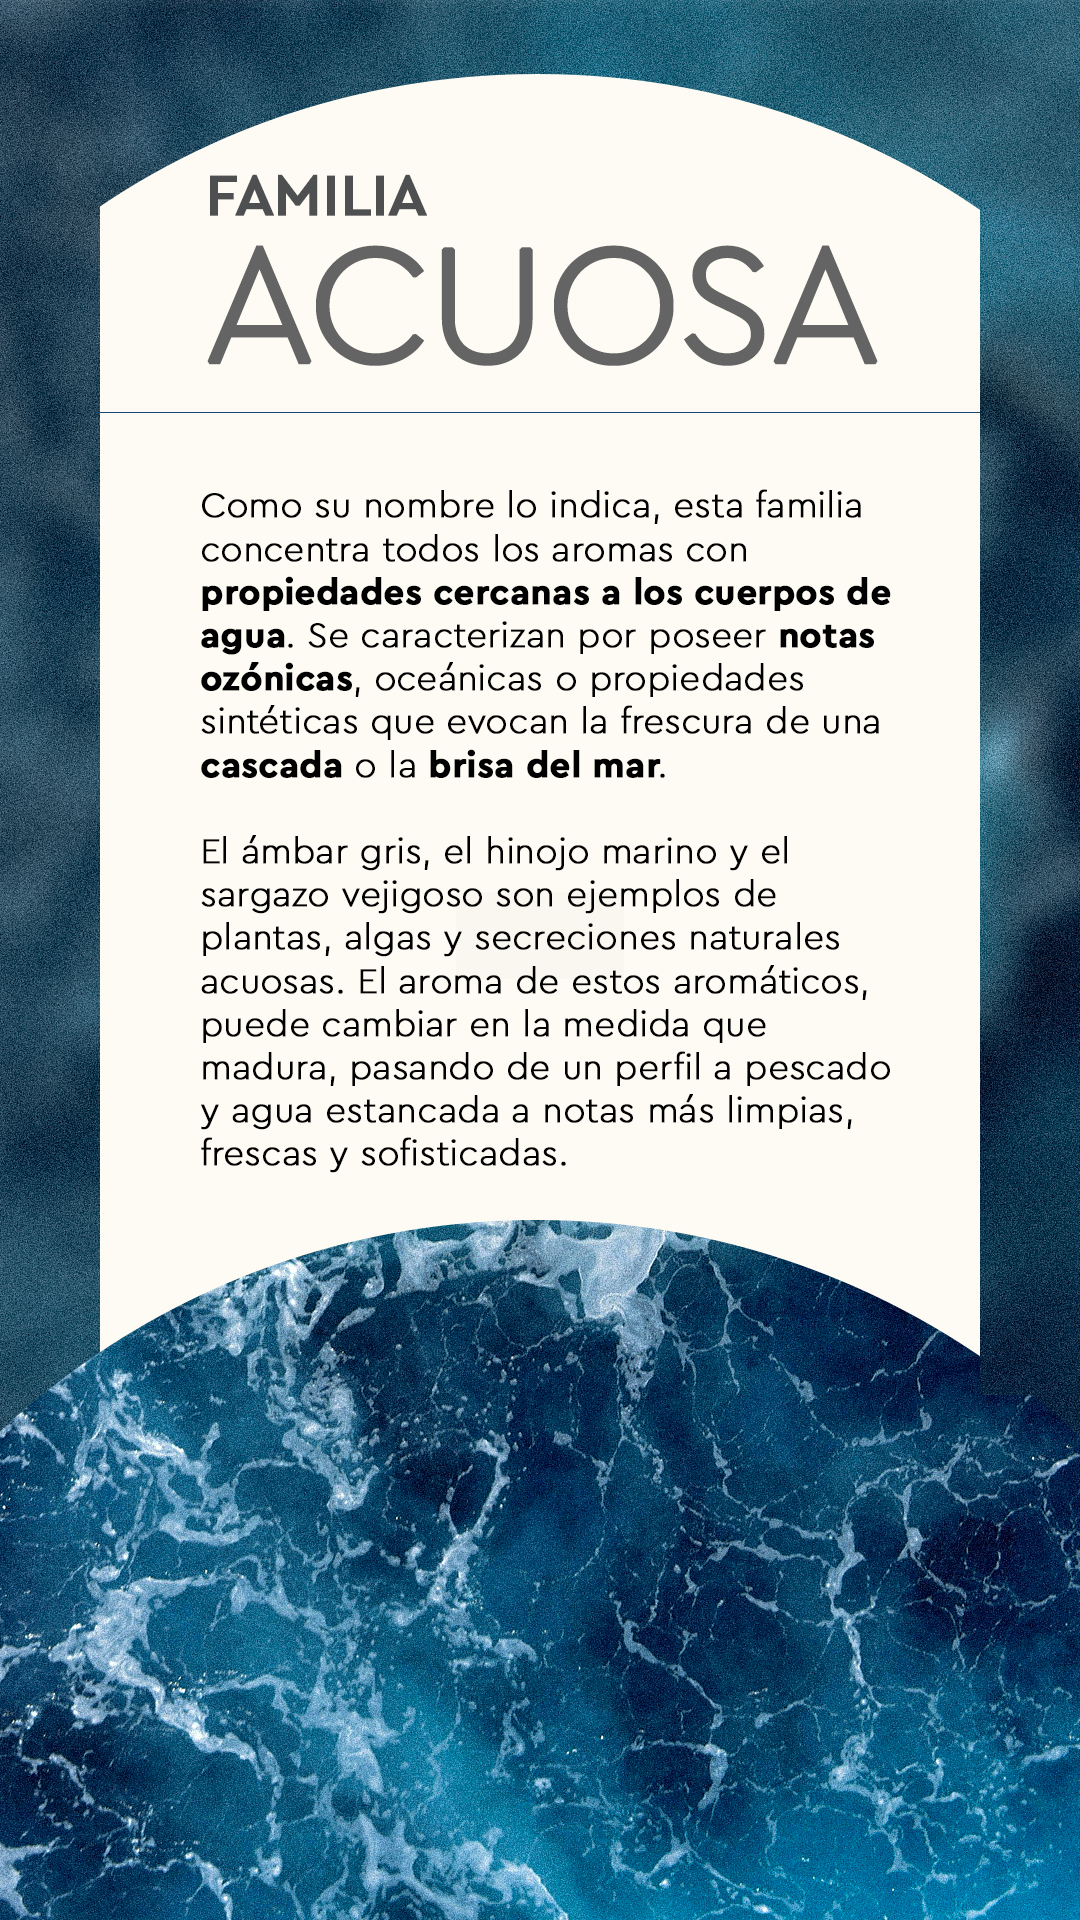 FAMILIA
ACUOSA
Como su nombre lo indica, esta familia
concentra todos los aromas con
propiedades cercanas a los cuerpos de
agua. Se caracterizan por poseer notas
ozónicas, oceánicas o propiedades
sintéticas que evocan la frescura de una
cascada o la brisa del mar.
El ámbar gris, el hinojo marino y el
sargazo vejigoso son ejemplos de
plantas, algas y secreciones naturales
acuosas. El aroma de estos aromáticos,
puede cambiar en la medida que
madura, pasando de un perfil a pescado
y agua estancada a notas más limpias,
frescas y sofisticadas.